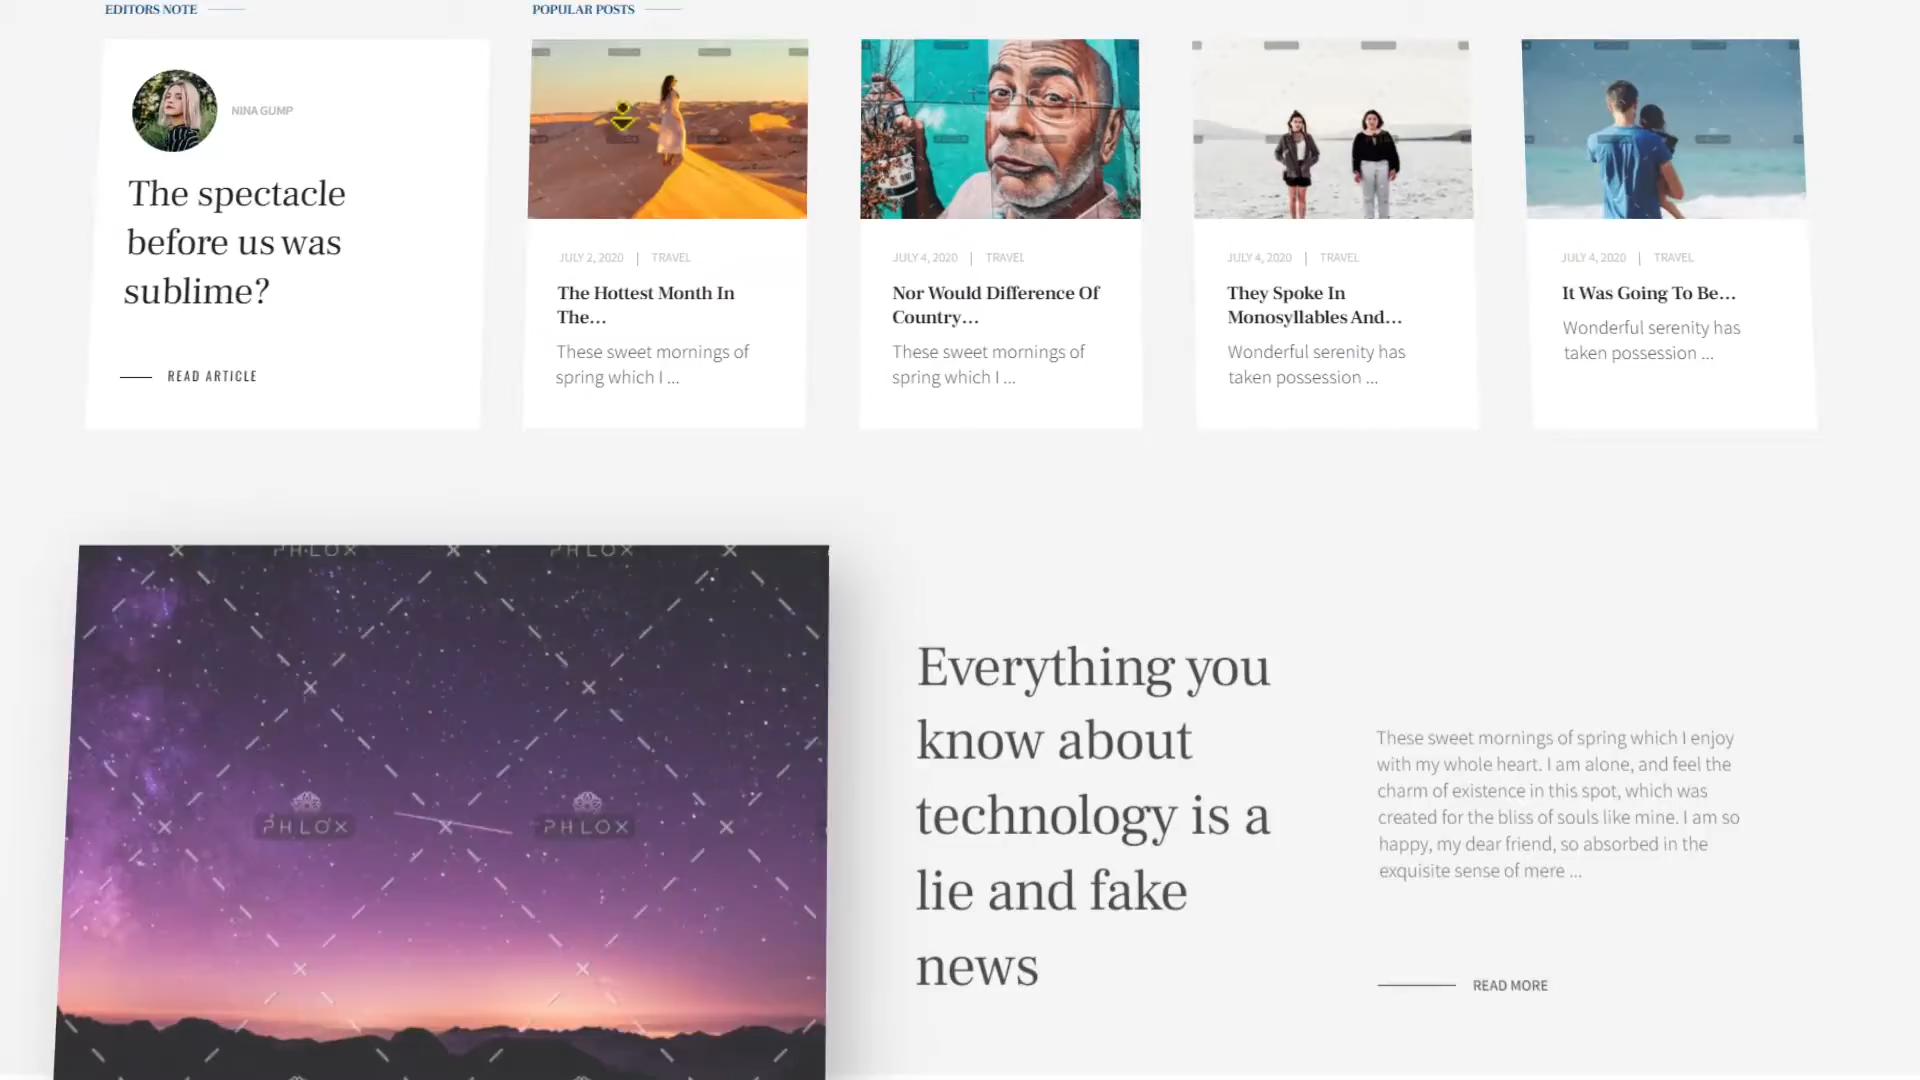 EDITORS NOTE
POPULAR POSTS
NINA GUMP
The spectacle
before us was
sublime?
READ ARTICLE
JULY 2, 2020 | TRAVEL
The Hottest Month In
The...
These sweet mornings of
spring which I ...
JULY 4, 2020 | TRAVEL
Nor Would Difference Of
Country...
These sweet mornings of
spring which I ...
JULY 4, 2020 | TRAVEL
They Spoke In
Monosyllables And...
Wonderful serenity has
taken possession ...
JULY 4, 2020 | TRAVEL
It Was Going To Be...
Wonderful serenity has
taken possession ...
PHLOX PHLOX
PHLOX PHLOX
Everything you
know about
technology is a
lie and fake
news
These sweet mornings of spring which I enjoy
with my whole heart. I am alone, and feel the
charm of existence in this spot, which was
created for the bliss of souls like mine. I am so
happy, my dear friend, so absorbed in the
exquisite sense of mere ...
READ MORE